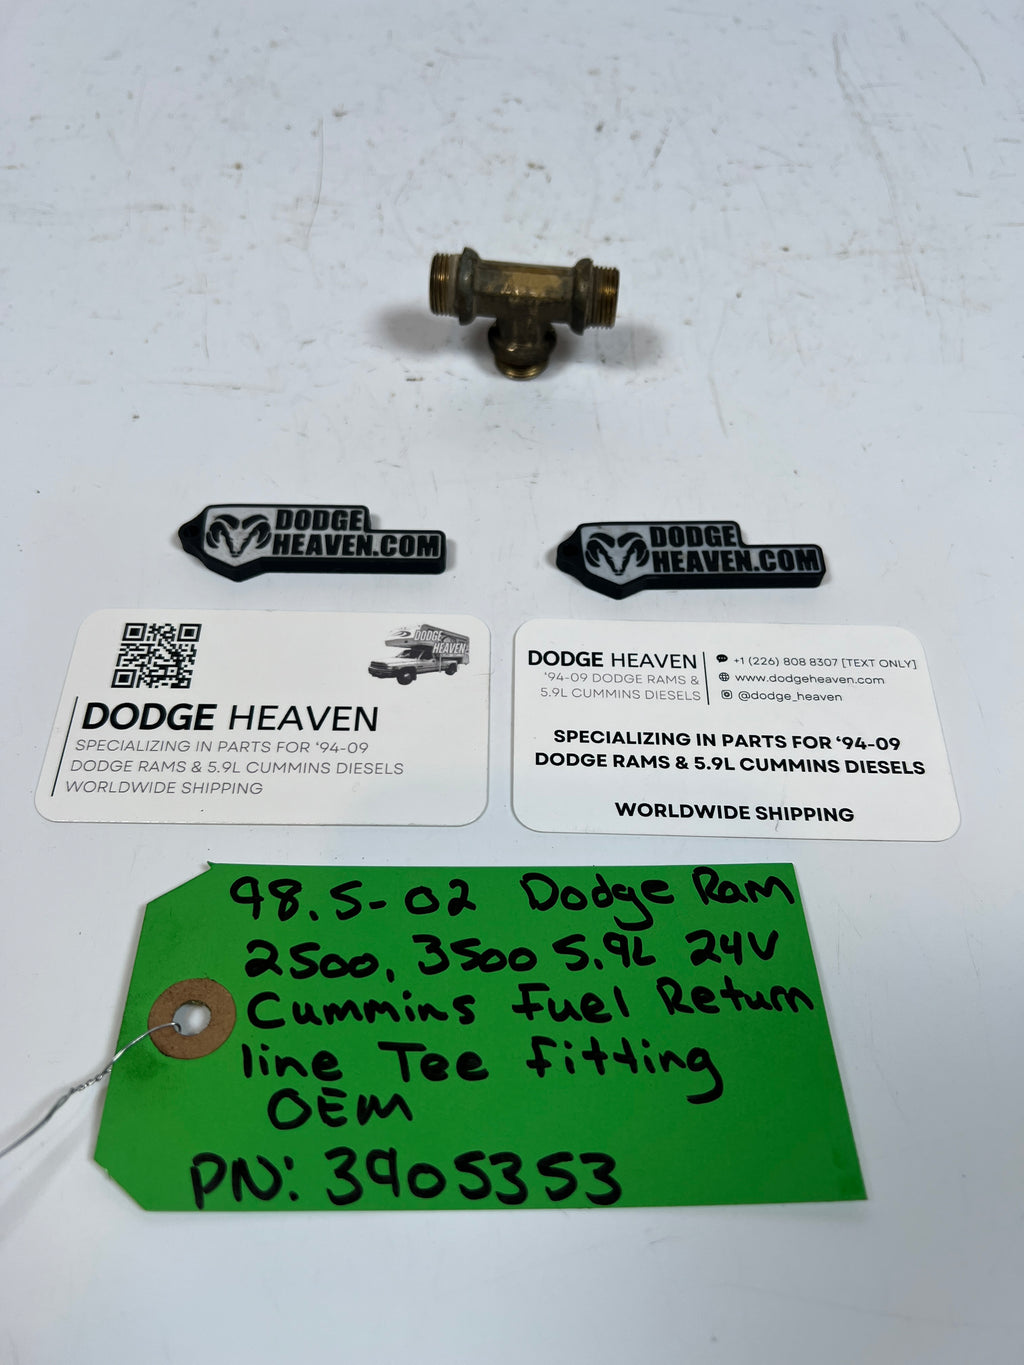 DODGE
HEAVEN.COM
DODGE
HEAVEN.COM
DODGE
HEAVEN
DODGE HEAVEN
SPECIALIZING IN PARTS FOR ‘94-09
DODGE RAMS & 5.9L CUMMINS DIESELS
WORLDWIDE SHIPPING
DODGE HEAVEN
‘94-09 DODGE RAMS &
5.9L CUMMINS DIESELS
+1 (226) 808 8307 [TEXT ONLY]
www.dodgeheaven.com
@dodge_heaven
SPECIALIZING IN PARTS FOR ‘94-09
DODGE RAMS & 5.9L CUMMINS DIESELS
WORLDWIDE SHIPPING
98.5-02 Dodge Ram
2500, 3500 5.9L 24V
Cummins Fuel Return
line Tee fitting
OEM
PN: 3905353